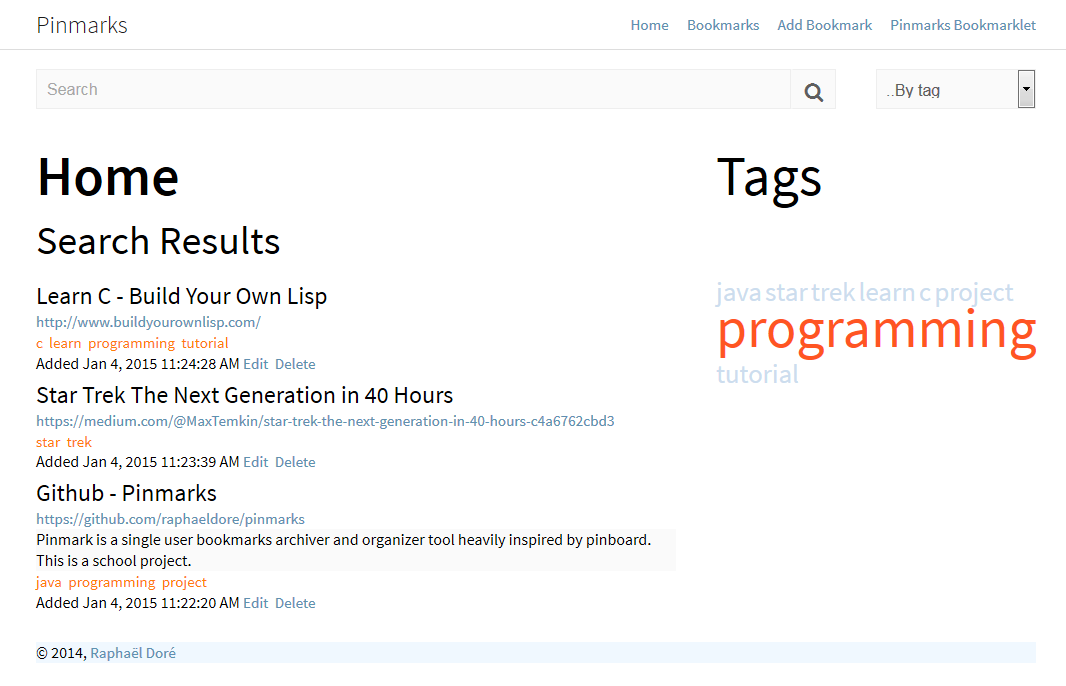 Pinmarks
Home Bookmarks Add Bookmark Pinmarks Bookmarklet
Search
..By tag
Home
Search Results
Learn C - Build Your Own Lisp
http://www.buildyourownlisp.com/
c learn programming tutorial
Added Jan 4, 2015 11:24:28 AM Edit Delete
Star Trek The Next Generation in 40 Hours
https://medium.com/@MaxTemkin/star-trek-the-next-generation-in-40-hours-c4a6762cbd3
star trek
Added Jan 4, 2015 11:23:39 AM Edit Delete
Github - Pinmarks
https://github.com/raphaeldore/pinmarks
Pinmark is a single user bookmarks archiver and organizer tool heavily inspired by pinboard.
This is a school project.
java programming project
Added Jan 4, 2015 11:22:20 AM Edit Delete
Tags
java star trek learn c project
programming
tutorial
© 2014, Raphaël Doré